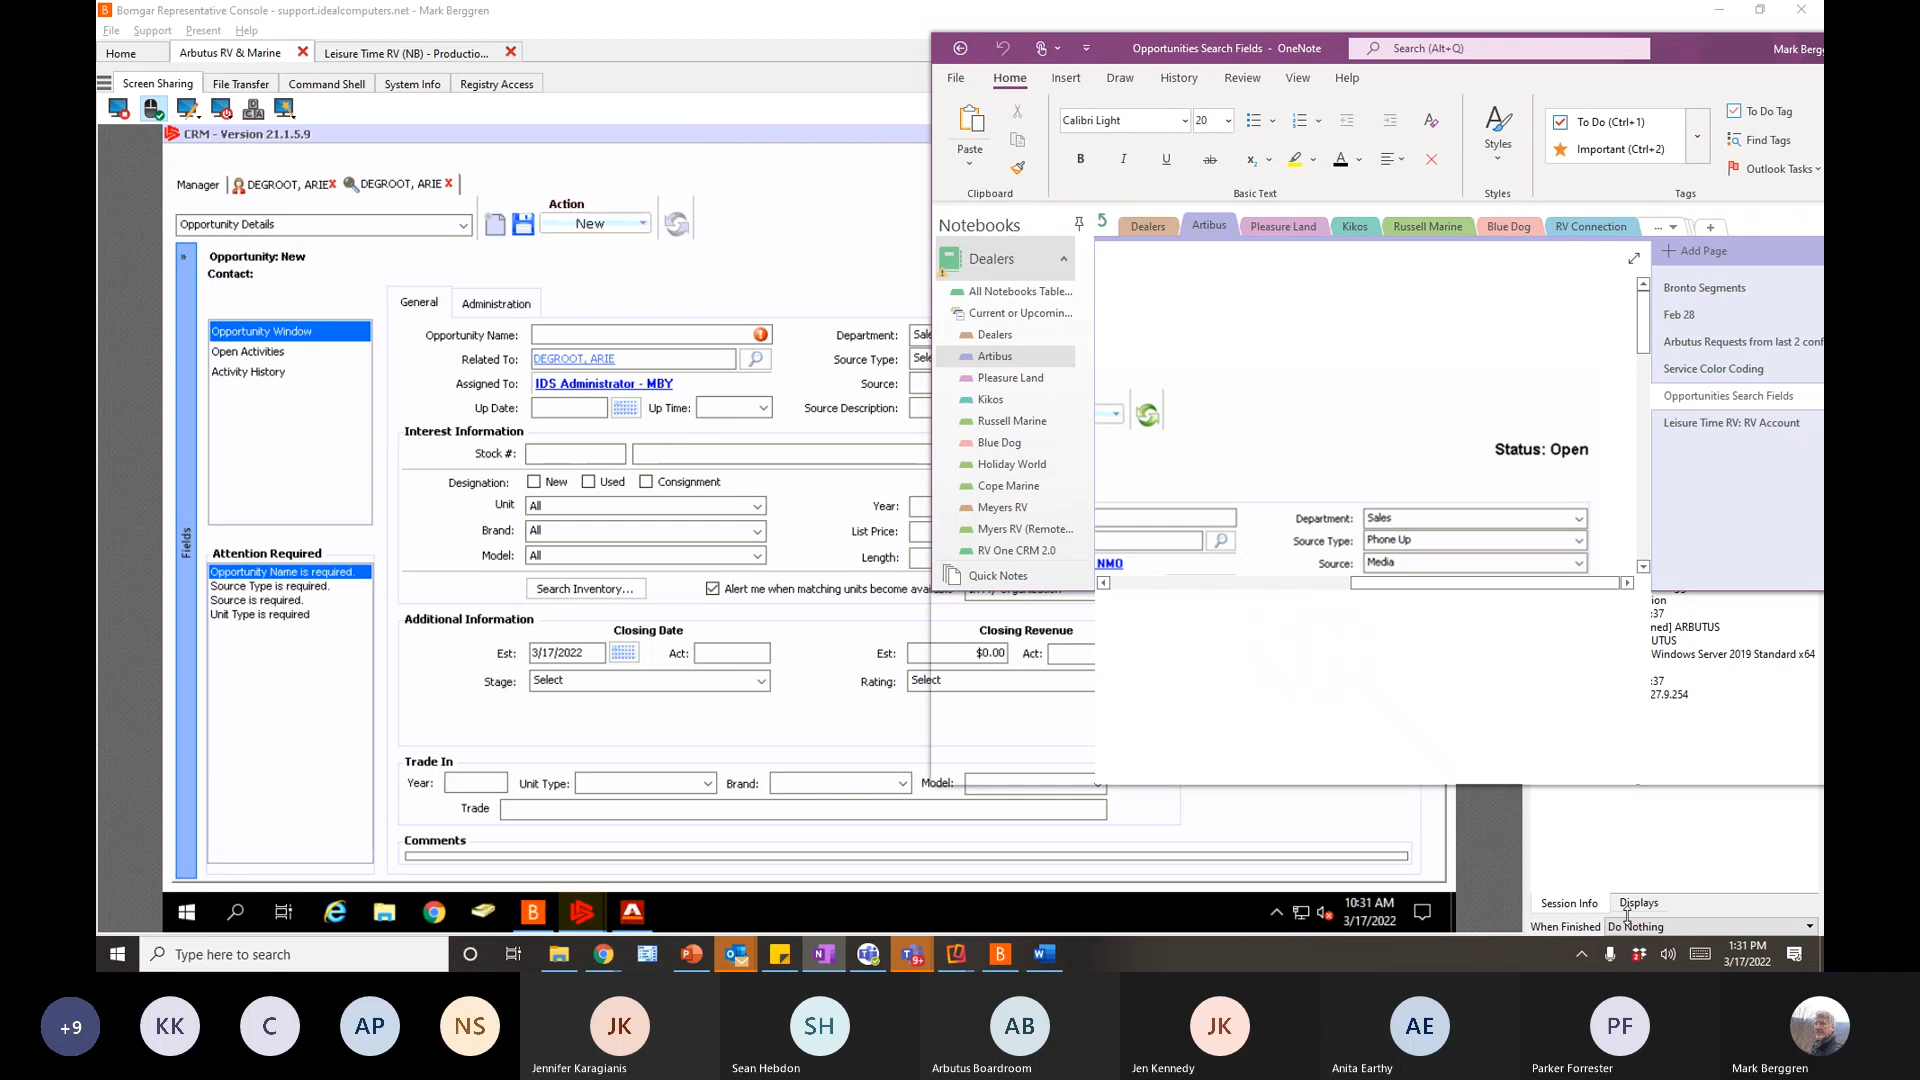 Bomgar Representative Console - support.idealcomputers.net - Mark Berggren
File Support Present Help
Home Arbutus RV & Marine Leisure Time RV (NB) - Productio...
Screen Sharing File Transfer Command Shell System Info Registry Access
CRM - Version 21.1.5.9
Manager DEGROOT, ARIE DEGROOT, ARIE
Action
Opportunity Details
New
Opportunity: New
Contact:
Fields
Opportunity Window
Open Activities
Activity History
Attention Required
Opportunity Name is required.
Source Type is required.
Source is required.
Unit Type is required
General Administration
Opportunity Name:
Department: Sale
Related To: DEGROOT, ARIE
Source Type: Sele
Assigned To: IDS Administrator - MBY
Source:
Up Date: Up Time:
Source Description:
Interest Information
Stock #:
Designation: New Used Consignment
Unit All
Year:
Brand: All
List Price:
Model: All
Length:
Search Inventory...
Alert me when matching units become availa
Additional Information
Closing Date
Closing Revenue
Est: 3/17/2022 Act:
Est: $0.00 Act:
Stage: Select
Rating: Select
Trade In
Year: Unit Type: Brand: Model:
Trade
Comments
10:31 AM
3/17/2022
Opportunities Search Fields - OneNote
Search (Alt+Q)
Mark Bergg
File Home Insert Draw History Review View Help
Paste
Clipboard
Calibri Light 20
B I U ab
Basic Text
Styles
Styles
To Do (Ctrl+1)
Important (Ctrl+2)
To Do Tag
Find Tags
Outlook Tasks
Tags
Notebooks
Dealers Artibus Pleasure Land Kikos Russell Marine Blue Dog RV Connection ...
Dealers
All Notebooks Table...
Current or Upcomin...
Dealers
Artibus
Pleasure Land
Kikos
Russell Marine
Blue Dog
Holiday World
Cope Marine
Meyers RV
Myers RV (Remote...
RV One CRM 2.0
Quick Notes
Status: Open
Department: Sales
Source Type: Phone Up
NMO
Source: Media
Add Page
Bronto Segments
Feb 28
Arbutus Requests from last 2 conf
Service Color Coding
Opportunities Search Fields
Leisure Time RV: RV Account
:37
ned] ARBUTUS
UTUS
Windows Server 2019 Standard x64
:37
27.9.254
Session Info Displays
When Finished Do Nothing
Type here to search
1:31 PM
3/17/2022
+9
KK
C
AP
NS
JK
Jennifer Karagianis
SH
Sean Hebdon
AB
Arbutus Boardroom
JK
Jen Kennedy
AE
Anita Earthy
PF
Parker Forrester
Mark Berggren